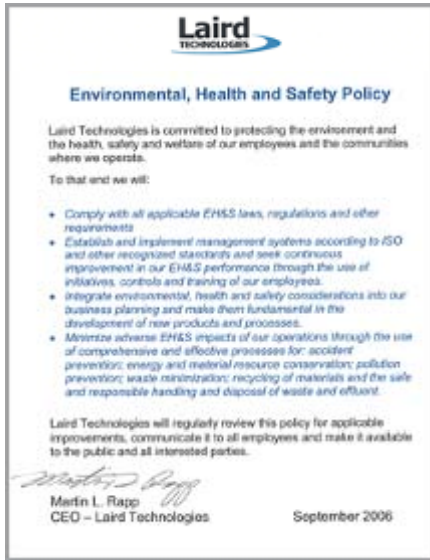 Laird
TECHNOLOGIES
Environmental, Health and Safety Policy
Laird Technologies is committed to protecting the environment and
the health, safety and welfare of our employees and the communities
where we operate.
To that end we will:
• Comply with all applicable EH&S laws, regulations and other
requirements
• Establish and implement management systems according to ISO
and other recognized standards and seek continuous
improvement in our EH&S performance through the use of
initiatives, controls and training of our employees.
• Integrate environmental, health and safety considerations into our
business planning and make them fundamental in the
development of new products and processes.
• Minimize adverse EH&S impacts of our operations through the use
of comprehensive and effective processes for: accident
prevention; energy and material resource conservation; pollution
prevention; waste minimization; recycling of materials and the safe
and responsible handling and disposal of waste and effluent.
Laird Technologies will regularly review this policy for applicable
improvements, communicate it to all employees and make it available
to the public and all interested parties.
Martin L. Rapp
Martin L. Rapp
CEO – Laird Technologies September 2006